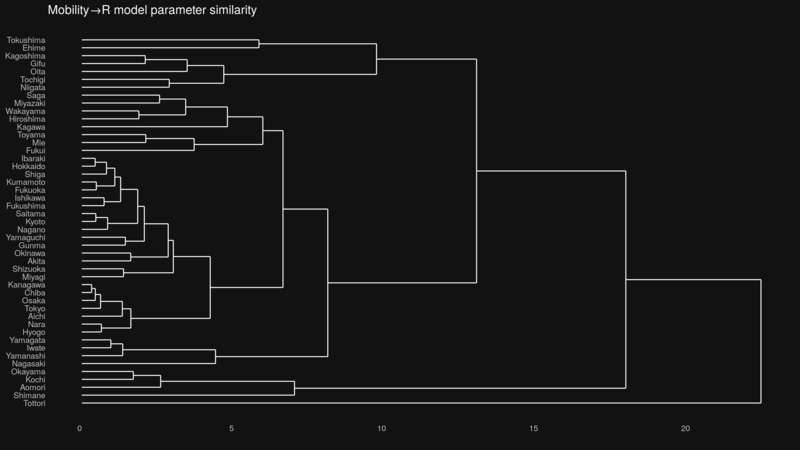 Mobility→R model parameter similarity
Tokushima
Ehime
Kagoshima
Gifu
Oita
Tochigi
Niigata
Saga
Miyazaki
Wakayama
Hiroshima
Kagawa
Toyama
Mie
Fukui
Ibaraki
Hokkaido
Shiga
Kumamoto
Fukuoka
Ishikawa
Fukushima
Saitama
Kyoto
Nagano
Yamaguchi
Gunma
Okinawa
Akita
Shizuoka
Miyagi
Kanagawa
Chiba
Osaka
Tokyo
Aichi
Nara
Hyogo
Yamagata
Iwate
Yamanashi
Nagasaki
Okayama
Kochi
Aomori
Shimane
Tottori
0 5 10 15 20